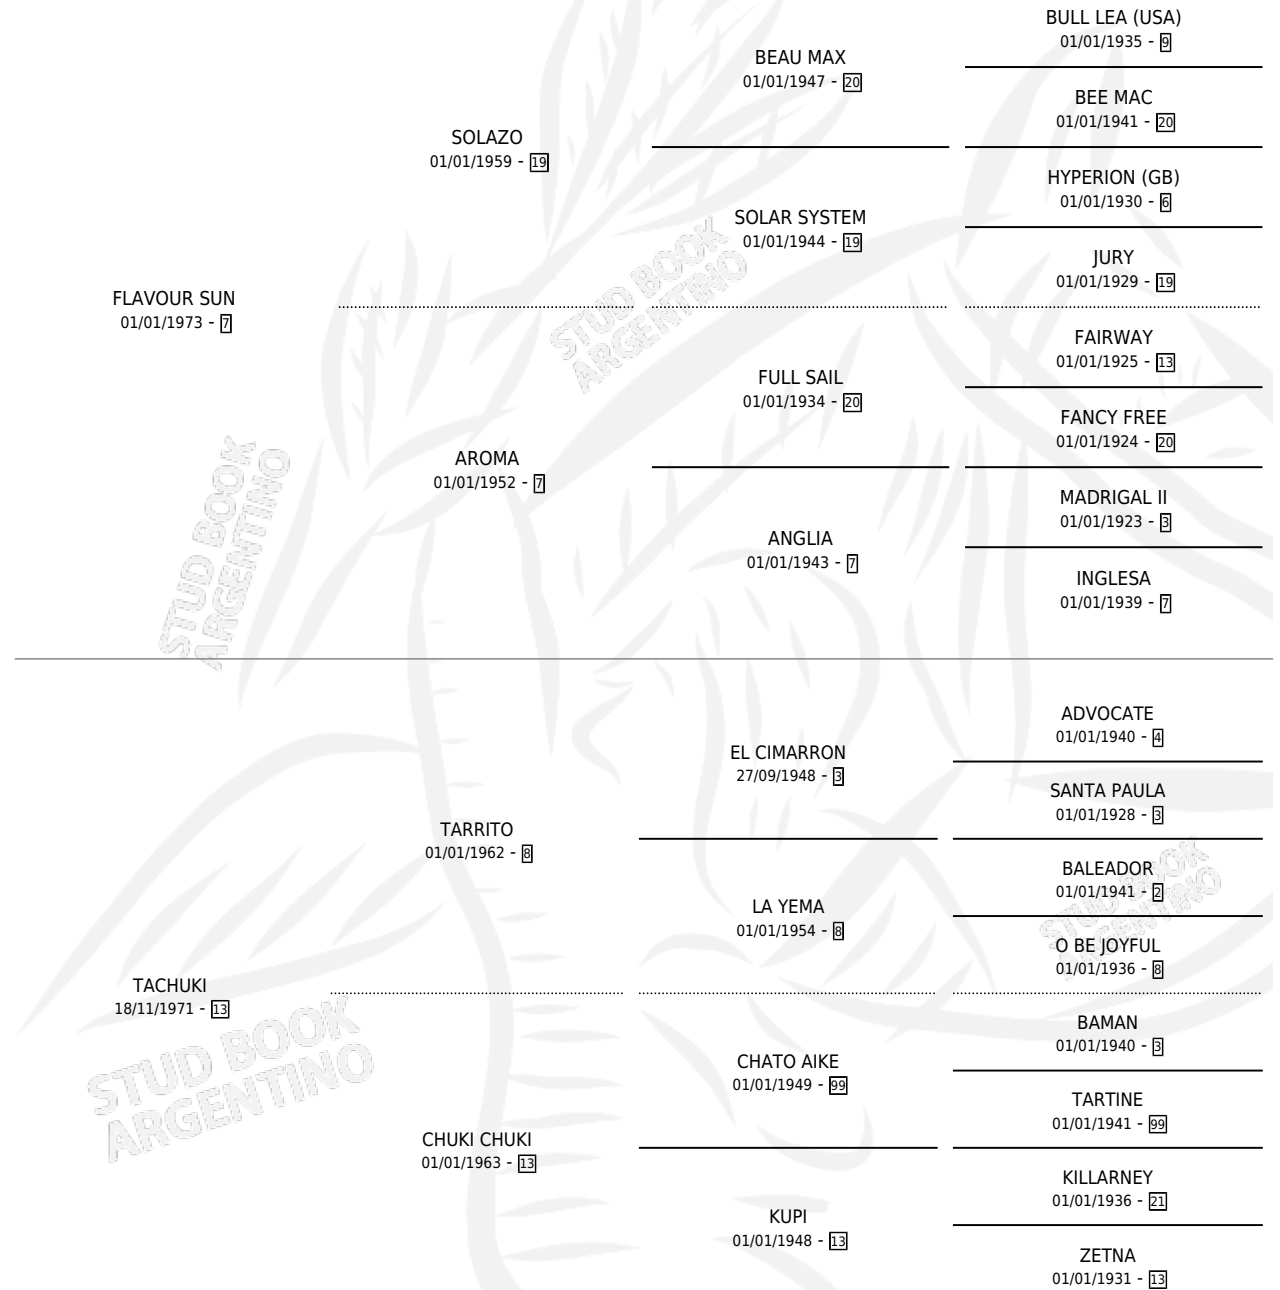 BULL LEA (USA)
01/01/1935 - 9
BEAU MAX
01/01/1947 - 20
BEE MAC
01/01/1941 - 20
SOLAZO
01/01/1959 - 19
HYPERION (GB)
01/01/1930 - 6
SOLAR SYSTEM
01/01/1944 - 19
JURY
01/01/1929 - 19
FLAVOUR SUN
01/01/1973 - 7
FAIRWAY
01/01/1925 - 13
FULL SAIL
01/01/1934 - 20
FANCY FREE
01/01/1924 - 20
AROMA
01/01/1952 - 7
MADRIGAL II
01/01/1923 - 3
ANGLIA
01/01/1943 - 7
INGLESA
01/01/1939 - 7
STUD BOOK
ARGENTINO
STUD BOOK
ARGENTINO
ADVOCATE
01/01/1940 - 4
EL CIMARRON
27/09/1948 - 3
SANTA PAULA
01/01/1928 - 3
TARRITO
01/01/1962 - 8
BALEADOR
01/01/1941 - 2
LA YEMA
01/01/1954 - 8
O BE JOYFUL
01/01/1936 - 8
TACHUKI
18/11/1971 - 13
BAMAN
01/01/1940 - 3
CHATO AIKE
01/01/1949 - 99
TARTINE
01/01/1941 - 99
CHUKI CHUKI
01/01/1963 - 13
KILLARNEY
01/01/1936 - 21
KUPI
01/01/1948 - 13
ZETNA
01/01/1931 - 13
STUD BOOK
ARGENTINO
STUD BOOK
ARGENTINO